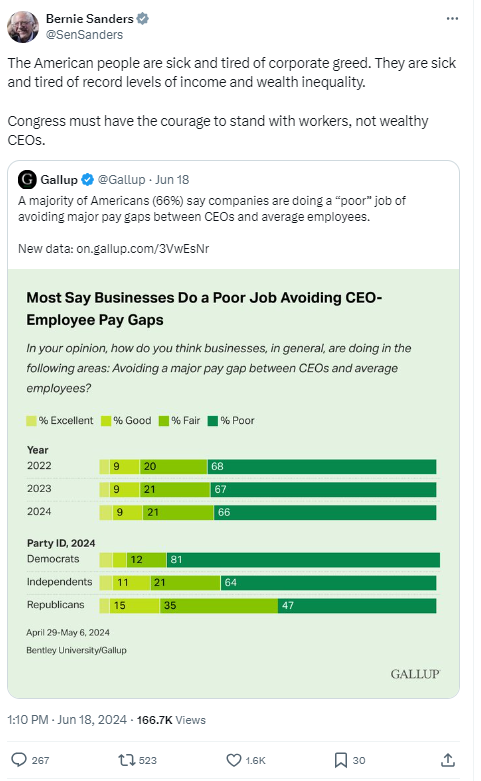 Bernie Sanders
@SenSanders
The American people are sick and tired of corporate greed. They are sick
and tired of record levels of income and wealth inequality.
Congress must have the courage to stand with workers, not wealthy
CEOs.
Gallup @Gallup · Jun 18
A majority of Americans (66%) say companies are doing a “poor” job of
avoiding major pay gaps between CEOs and average employees.
New data: on.gallup.com/3VwEsNr
Most Say Businesses Do a Poor Job Avoiding CEO-
Employee Pay Gaps
In your opinion, how do you think businesses, in general, are doing in the
following areas: Avoiding a major pay gap between CEOs and average
employees?
% Excellent % Good % Fair % Poor
Year
2022 9 20 68
2023 9 21 67
2024 9 21 66
Party ID, 2024
Democrats 12 81
Independents 11 21 64
Republicans 15 35 47
April 29-May 6, 2024
Bentley University/Gallup
GALLUP
1:10 PM · Jun 18, 2024 · 166.7K Views
267 523 1.6K 30